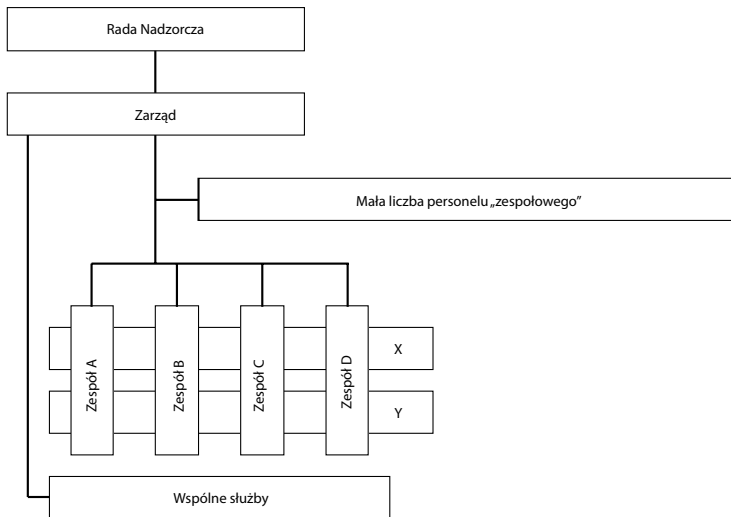 Rada Nadzorcza
Zarząd
Mała liczba personelu „zespołowego”
Zespół A
Zespół B
Zespół C
Zespół D
X
Y
Wspólne służby